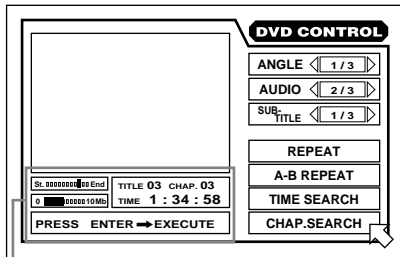 DVD CONTROL
ANGLE 1 / 3
AUDIO 2 / 3
SUB-TITLE 1 / 3
REPEAT
A-B REPEAT
TIME SEARCH
CHAP.SEARCH
St. End
0 10Mb
TITLE 03 CHAP. 03
TIME 1 : 34 : 58
PRESS ENTER ➡ EXECUTE